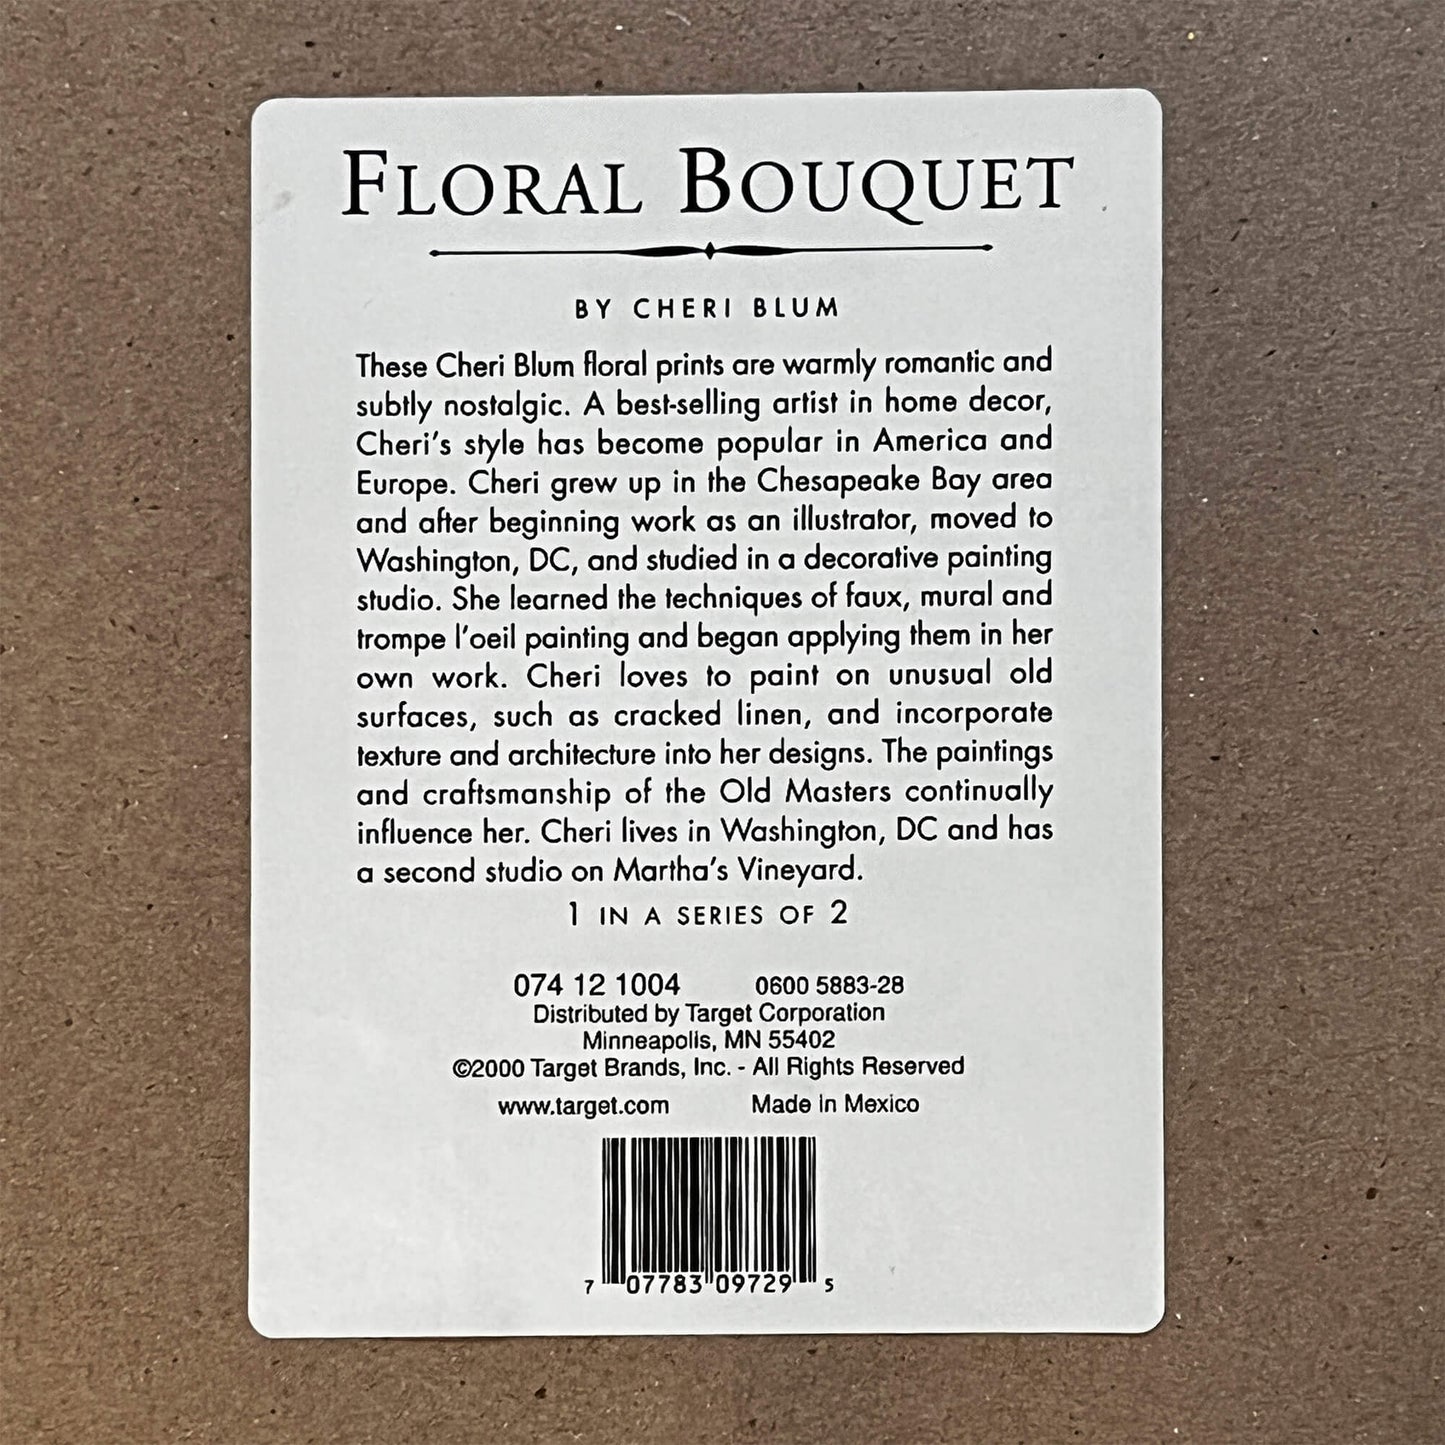 FLORAL BOUQUET
BY CHERI BLUM
These Cheri Blum floral prints are warmly romantic and
subtly nostalgic. A best-selling artist in home decor,
Cheri's style has become popular in America and
Europe. Cheri grew up in the Chesapeake Bay area
and after beginning work as an illustrator, moved to
Washington, DC, and studied in a decorative painting
studio. She learned the techniques of faux, mural and
trompe l'oeil painting and began applying them in her
own work. Cheri loves to paint on unusual old
surfaces, such as cracked linen, and incorporate
texture and architecture into her designs. The paintings
and craftsmanship of the Old Masters continually
influence her. Cheri lives in Washington, DC and has
a second studio on Martha's Vineyard.
1 IN A SERIES OF 2
074 12 1004 0600 5883-28
Distributed by Target Corporation
Minneapolis, MN 55402
©2000 Target Brands, Inc. - All Rights Reserved
www.target.com Made in Mexico
7 07783 09729 5